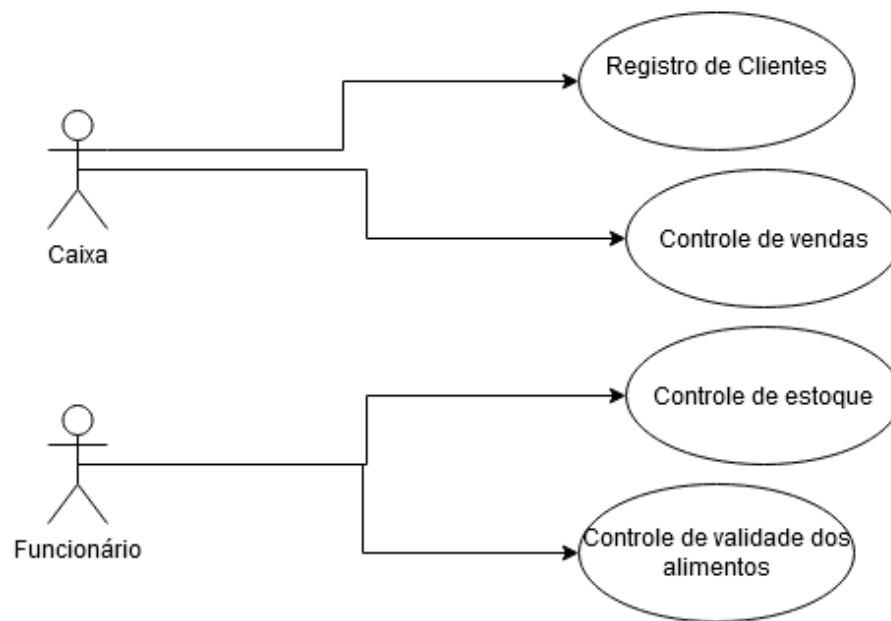 Registro de Clientes
Caixa
Controle de vendas
Controle de estoque
Funcionário
Controle de validade dos
alimentos